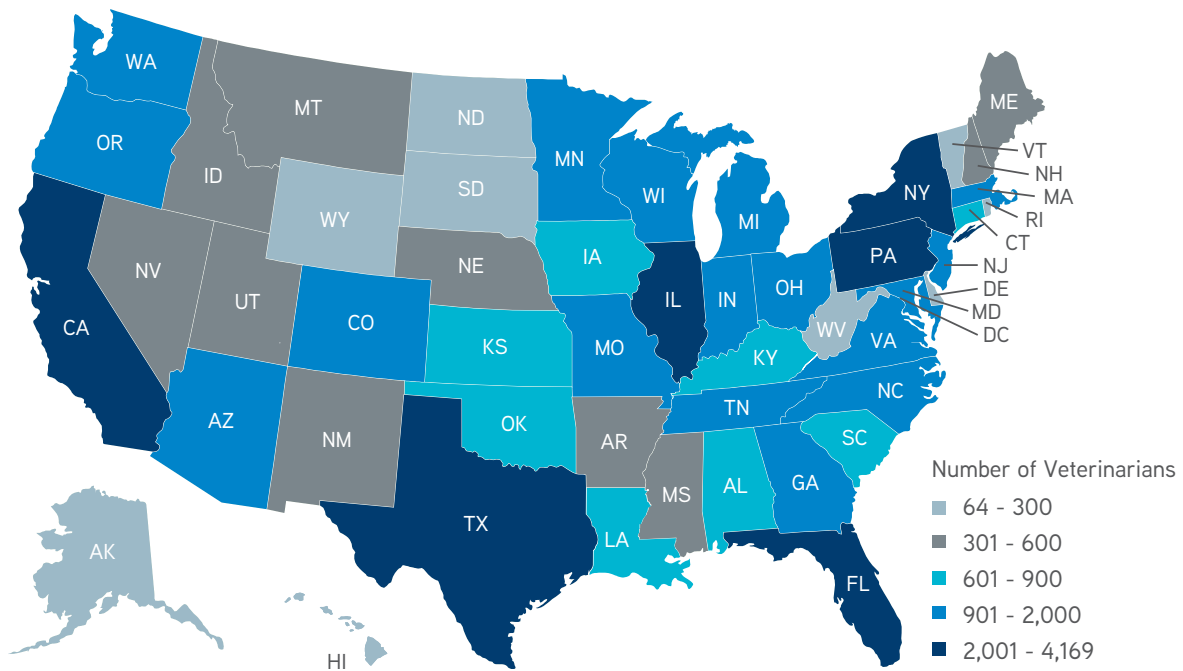 WA
MT
ND
ME
OR
MN
VT
ID
SD
WI
NH
NY
MA
WY
MI
RI
CT
PA
NV
NE
IA
NJ
UT
OH
DE
IL
IN
MD
CA
CO
WV
DC
KS
MO
VA
KY
AZ
NC
OK
TN
NM
AR
SC
MS
AL
GA
TX
LA
AK
FL
HI
Number of Veterinarians
64 - 300
301 - 600
601 - 900
901 - 2,000
2,001 - 4,169